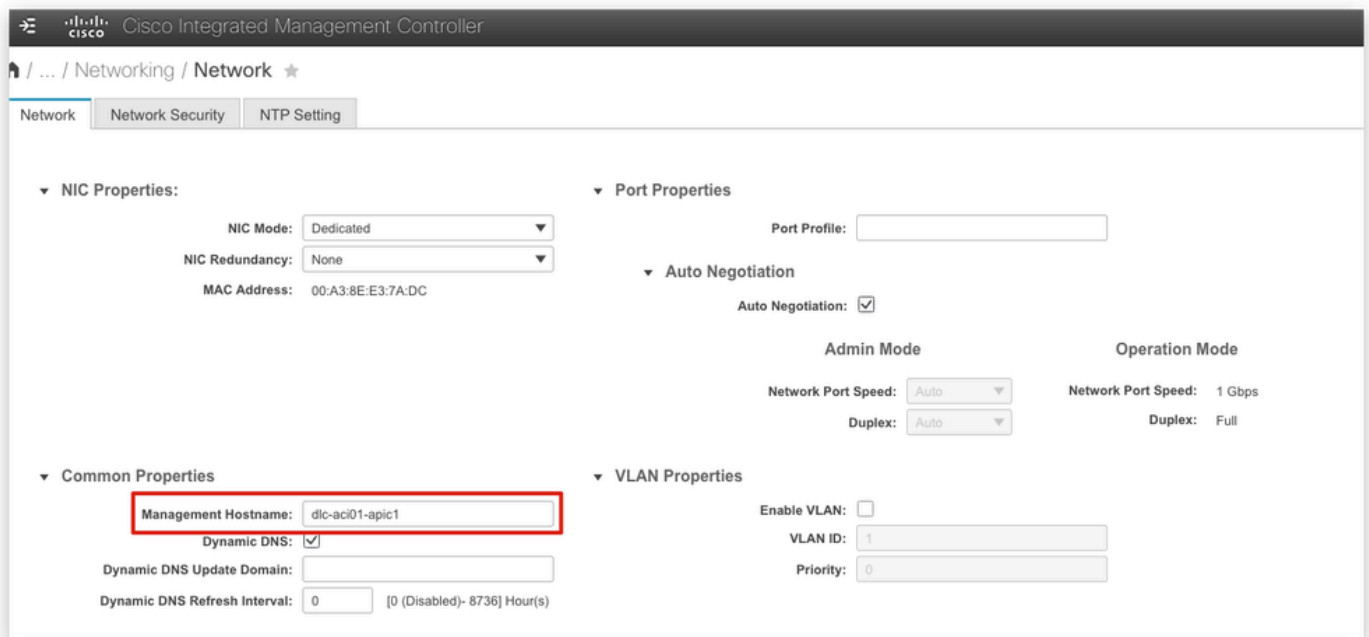 cisco Cisco Integrated Management Controller
/ ... / Networking / Network
Network Network Security NTP Setting
NIC Properties:
NIC Mode: Dedicated
NIC Redundancy: None
MAC Address: 00:A3:8E:E3:7A:DC
Port Properties
Port Profile:
Auto Negotiation
Auto Negotiation:
Admin Mode Operation Mode
Network Port Speed: Auto Network Port Speed: 1 Gbps
Duplex: Auto Duplex: Full
Common Properties
Management Hostname: dlc-aci01-apic1
Dynamic DNS:
Dynamic DNS Update Domain:
Dynamic DNS Refresh Interval: 0 [0 (Disabled)- 8736] Hour(s)
VLAN Properties
Enable VLAN:
VLAN ID: 1
Priority: 0